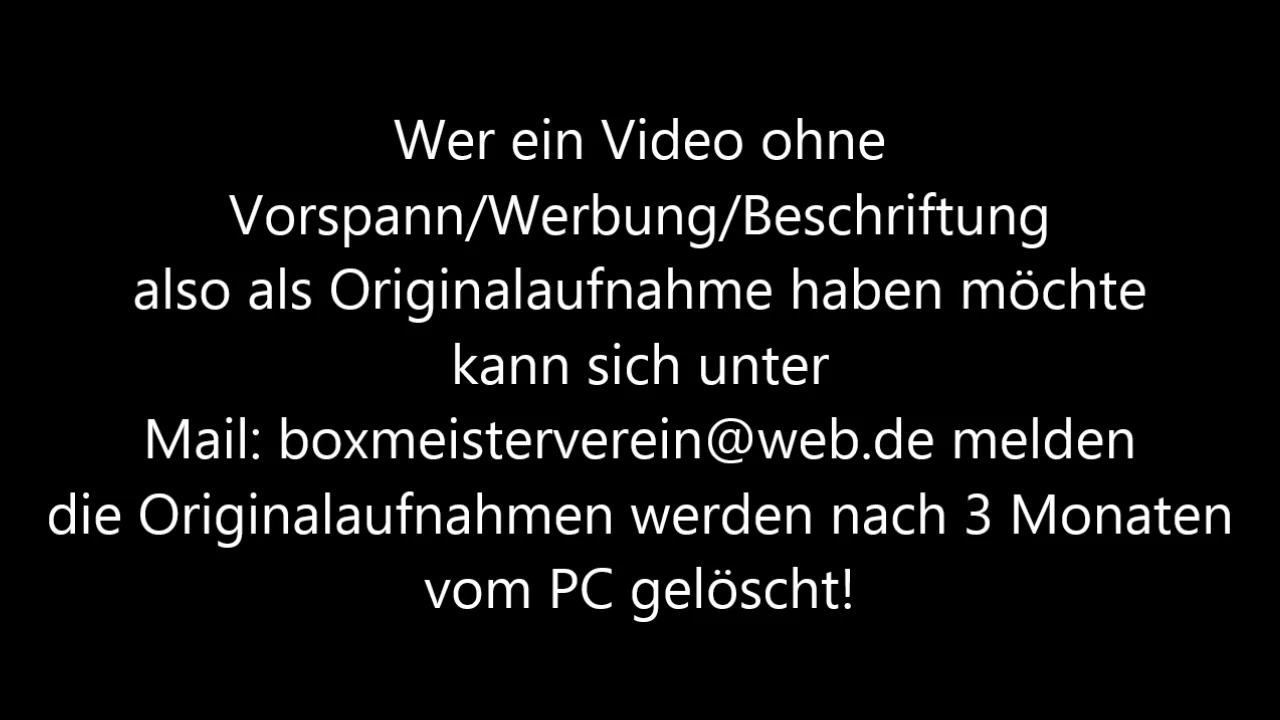 Wer ein Video ohne
Vorspann/Werbung/Beschriftung
also als Originalaufnahme haben möchte
kann sich unter
Mail: boxmeisterverein@web.de melden
die Originalaufnahmen werden nach 3 Monaten
vom PC gelöscht!